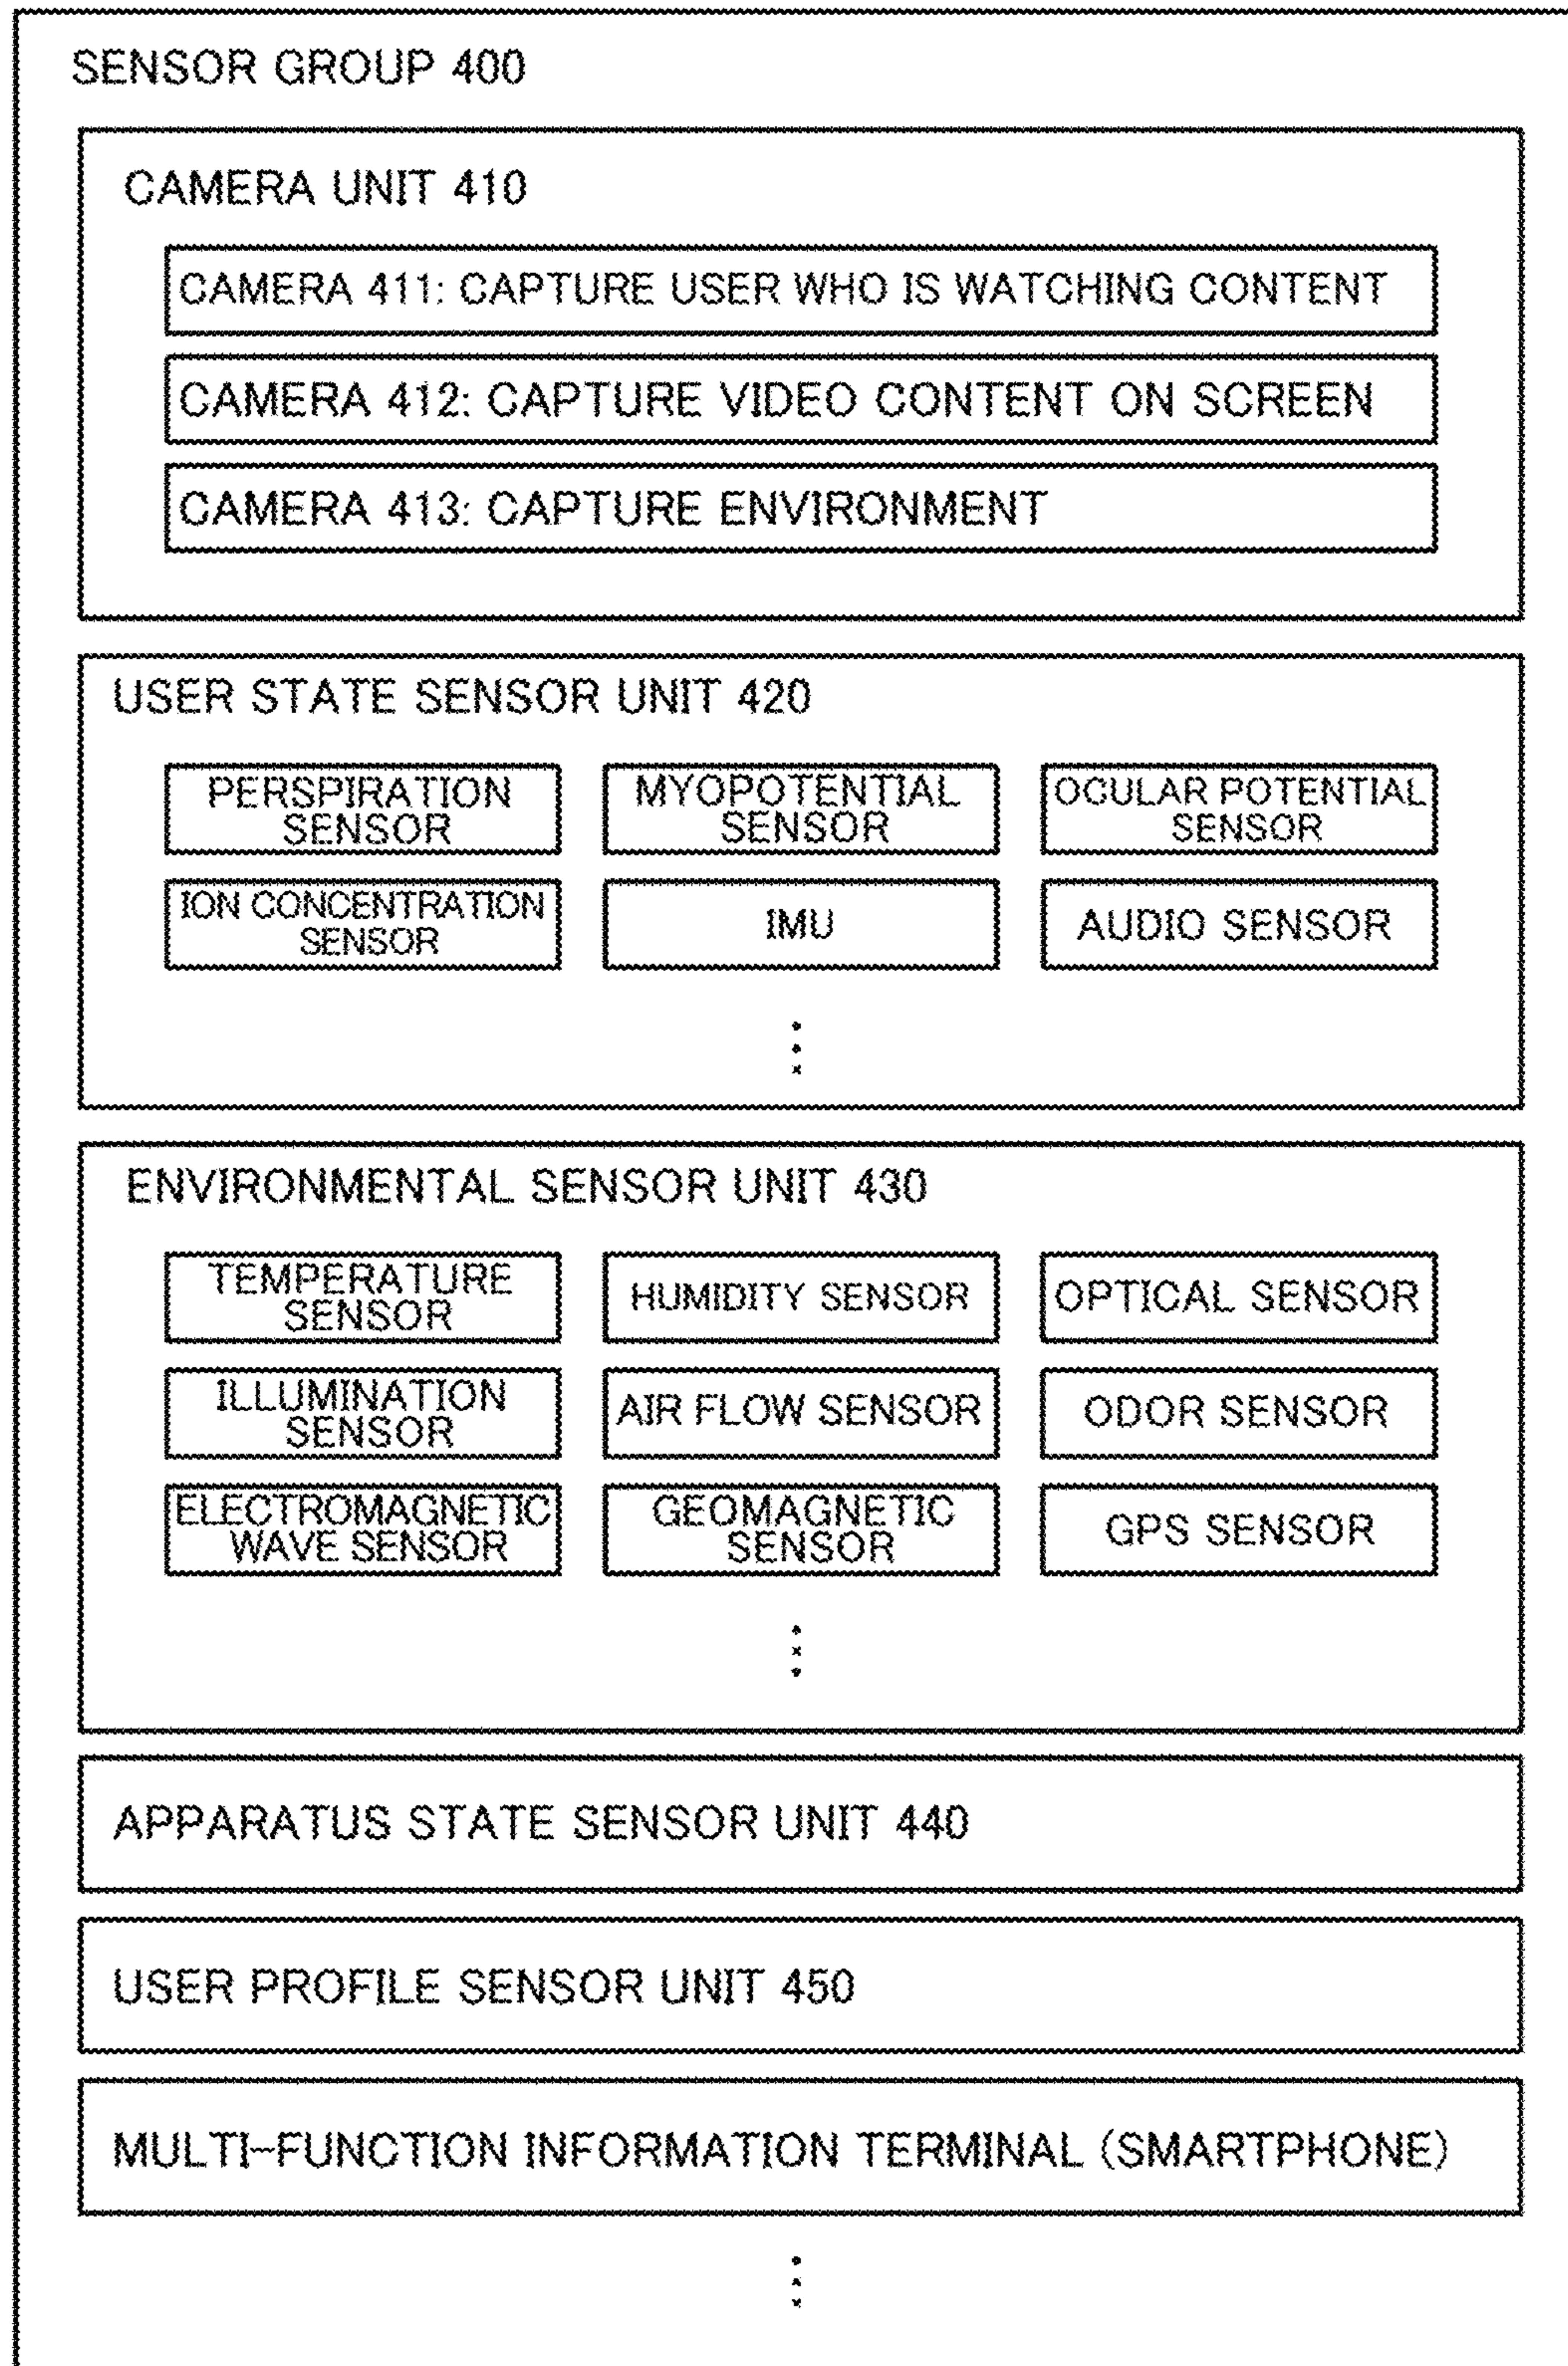 SENSOR GROUP 400
CAMERA UNIT 410
CAMERA 411: CAPTURE USER WHO IS WATCHING CONTENT
CAMERA 412: CAPTURE VIDEO CONTENT ON SCREEN
CAMERA 413: CAPTURE ENVIRONMENT
USER STATE SENSOR UNIT 420
PERSPIRATION
SENSOR
MYOPOTENTIAL
SENSOR
OCULAR POTENTIAL
SENSOR
ION CONCENTRATION
SENSOR
IMU
AUDIO SENSOR
ENVIRONMENTAL SENSOR UNIT 430
TEMPERATURE
SENSOR
HUMIDITY SENSOR
OPTICAL SENSOR
ILLUMINATION
SENSOR
AIR FLOW SENSOR
ODOR SENSOR
ELECTROMAGNETIC
WAVE SENSOR
GEOMAGNETIC
SENSOR
GPS SENSOR
APPARATUS STATE SENSOR UNIT 440
USER PROFILE SENSOR UNIT 450
MULTI-FUNCTION INFORMATION TERMINAL (SMARTPHONE)